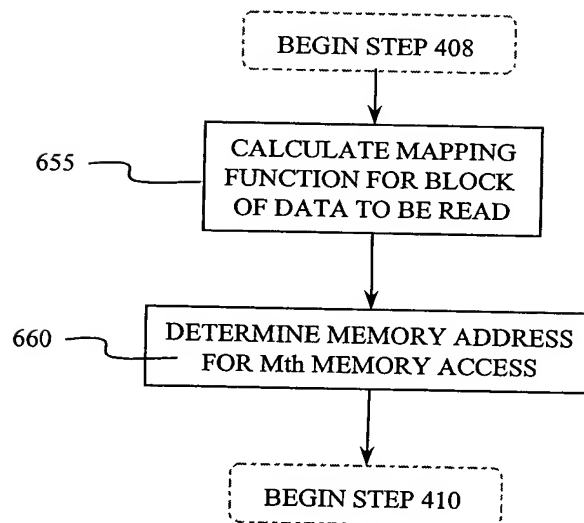 BEGIN STEP 408
655
CALCULATE MAPPING
FUNCTION FOR BLOCK
OF DATA TO BE READ
660
DETERMINE MEMORY ADDRESS
FOR Mth MEMORY ACCESS
BEGIN STEP 410